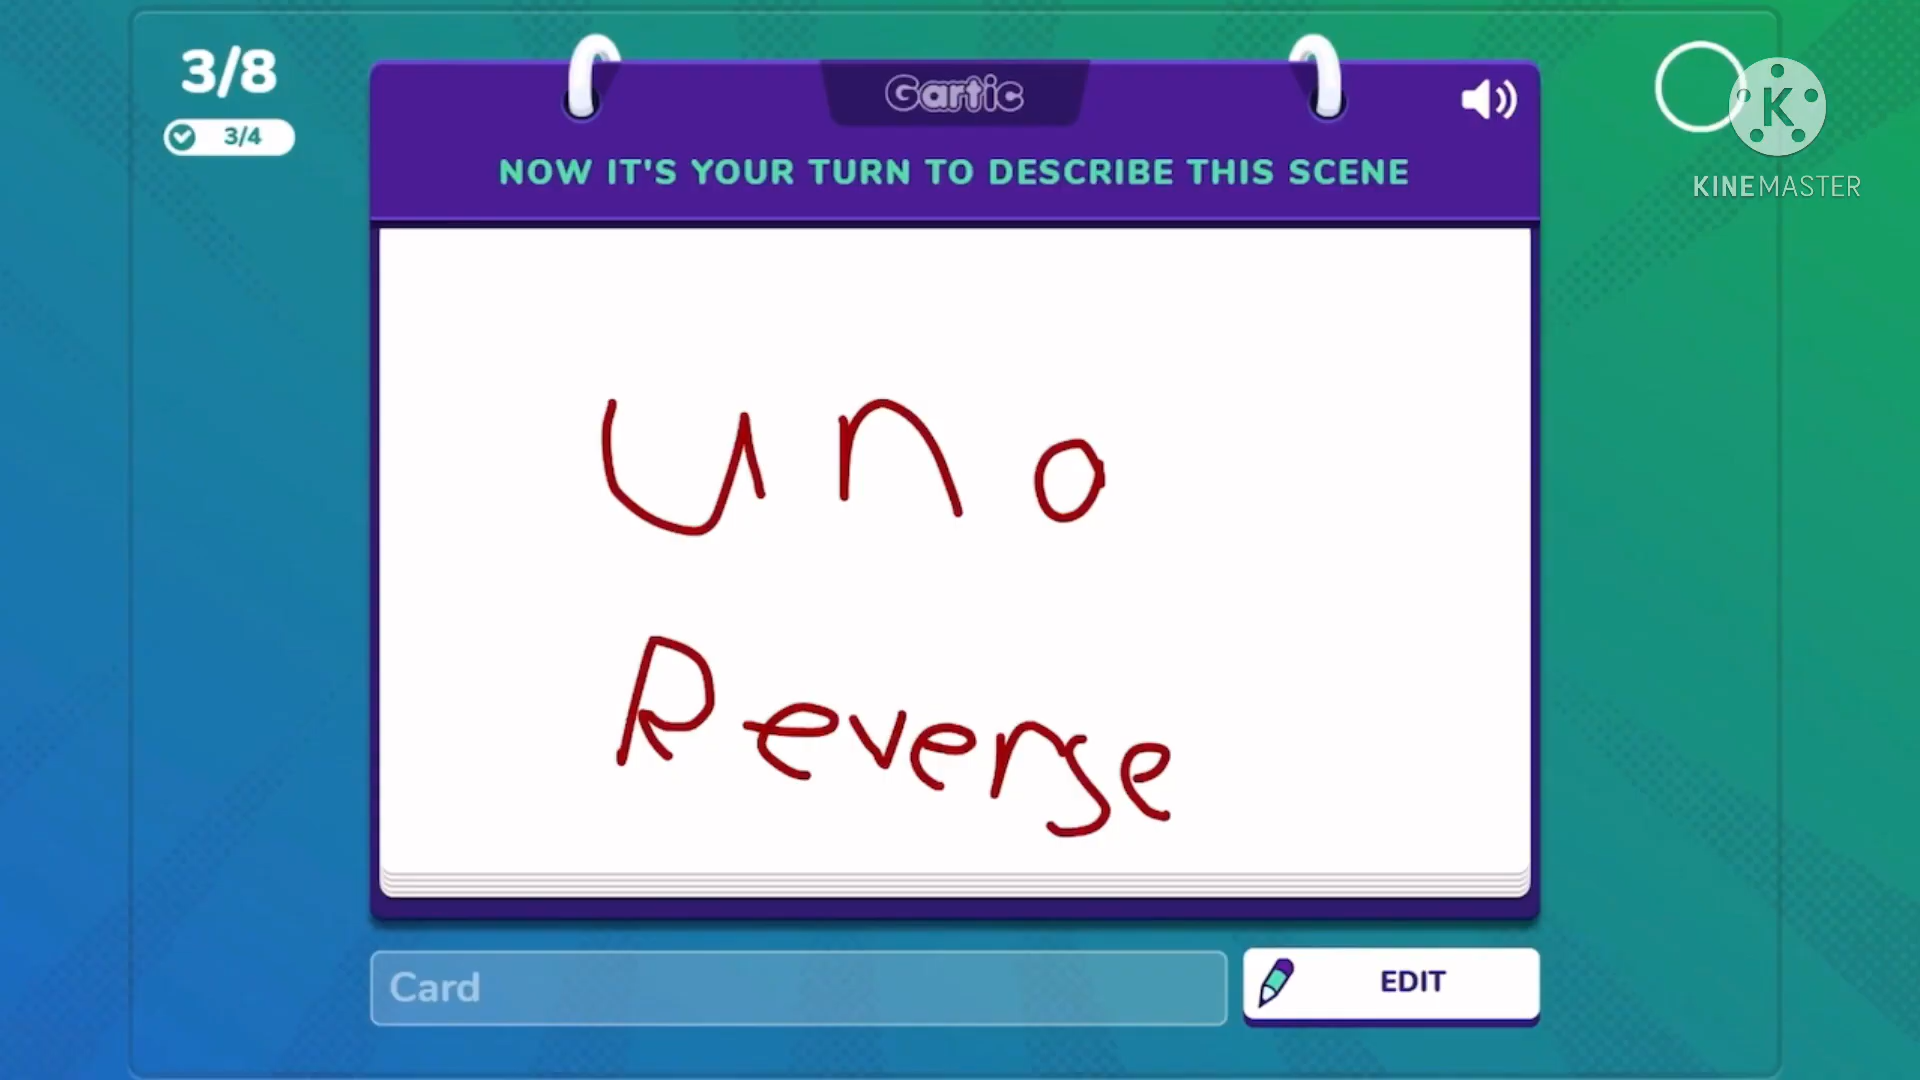 3/8
3/4
Gartic
NOW IT'S YOUR TURN TO DESCRIBE THIS SCENE
K
KINEMASTER
uno
Reverse
Card
EDIT